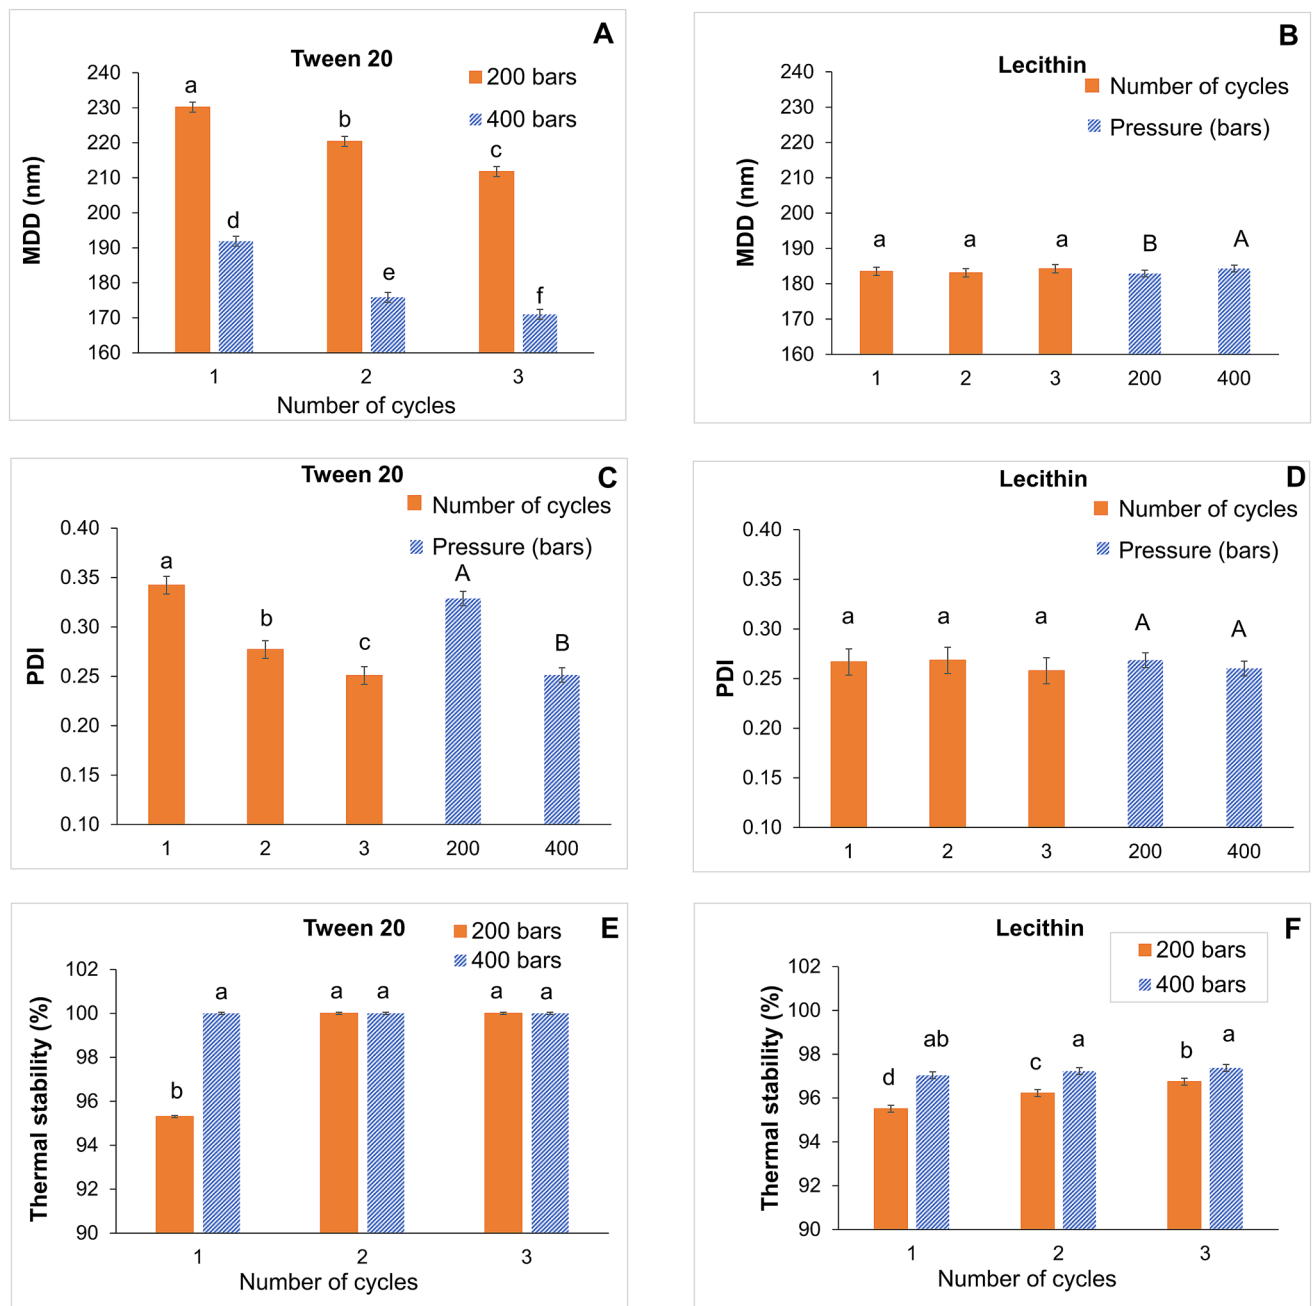 A
Tween 20
200 bars
400 bars
MDD (nm)
240
230
220
210
200
190
180
170
160
a
b
c
d
e
f
1 2 3
Number of cycles
B
Lecithin
Number of cycles
Pressure (bars)
MDD (nm)
240
230
220
210
200
190
180
170
160
a a a B A
1 2 3 200 400
C
Tween 20
Number of cycles
Pressure (bars)
PDI
0.40
0.35
0.30
0.25
0.20
0.15
0.10
a b c A B
1 2 3 200 400
D
Lecithin
Number of cycles
Pressure (bars)
PDI
0.40
0.35
0.30
0.25
0.20
0.15
0.10
a a a A A
1 2 3 200 400
E
Tween 20
200 bars
400 bars
Thermal stability (%)
102
100
98
96
94
92
90
b a a a a a
1 2 3
Number of cycles
F
Lecithin
200 bars
400 bars
Thermal stability (%)
102
100
98
96
94
92
90
d ab c a b a
1 2 3
Number of cycles